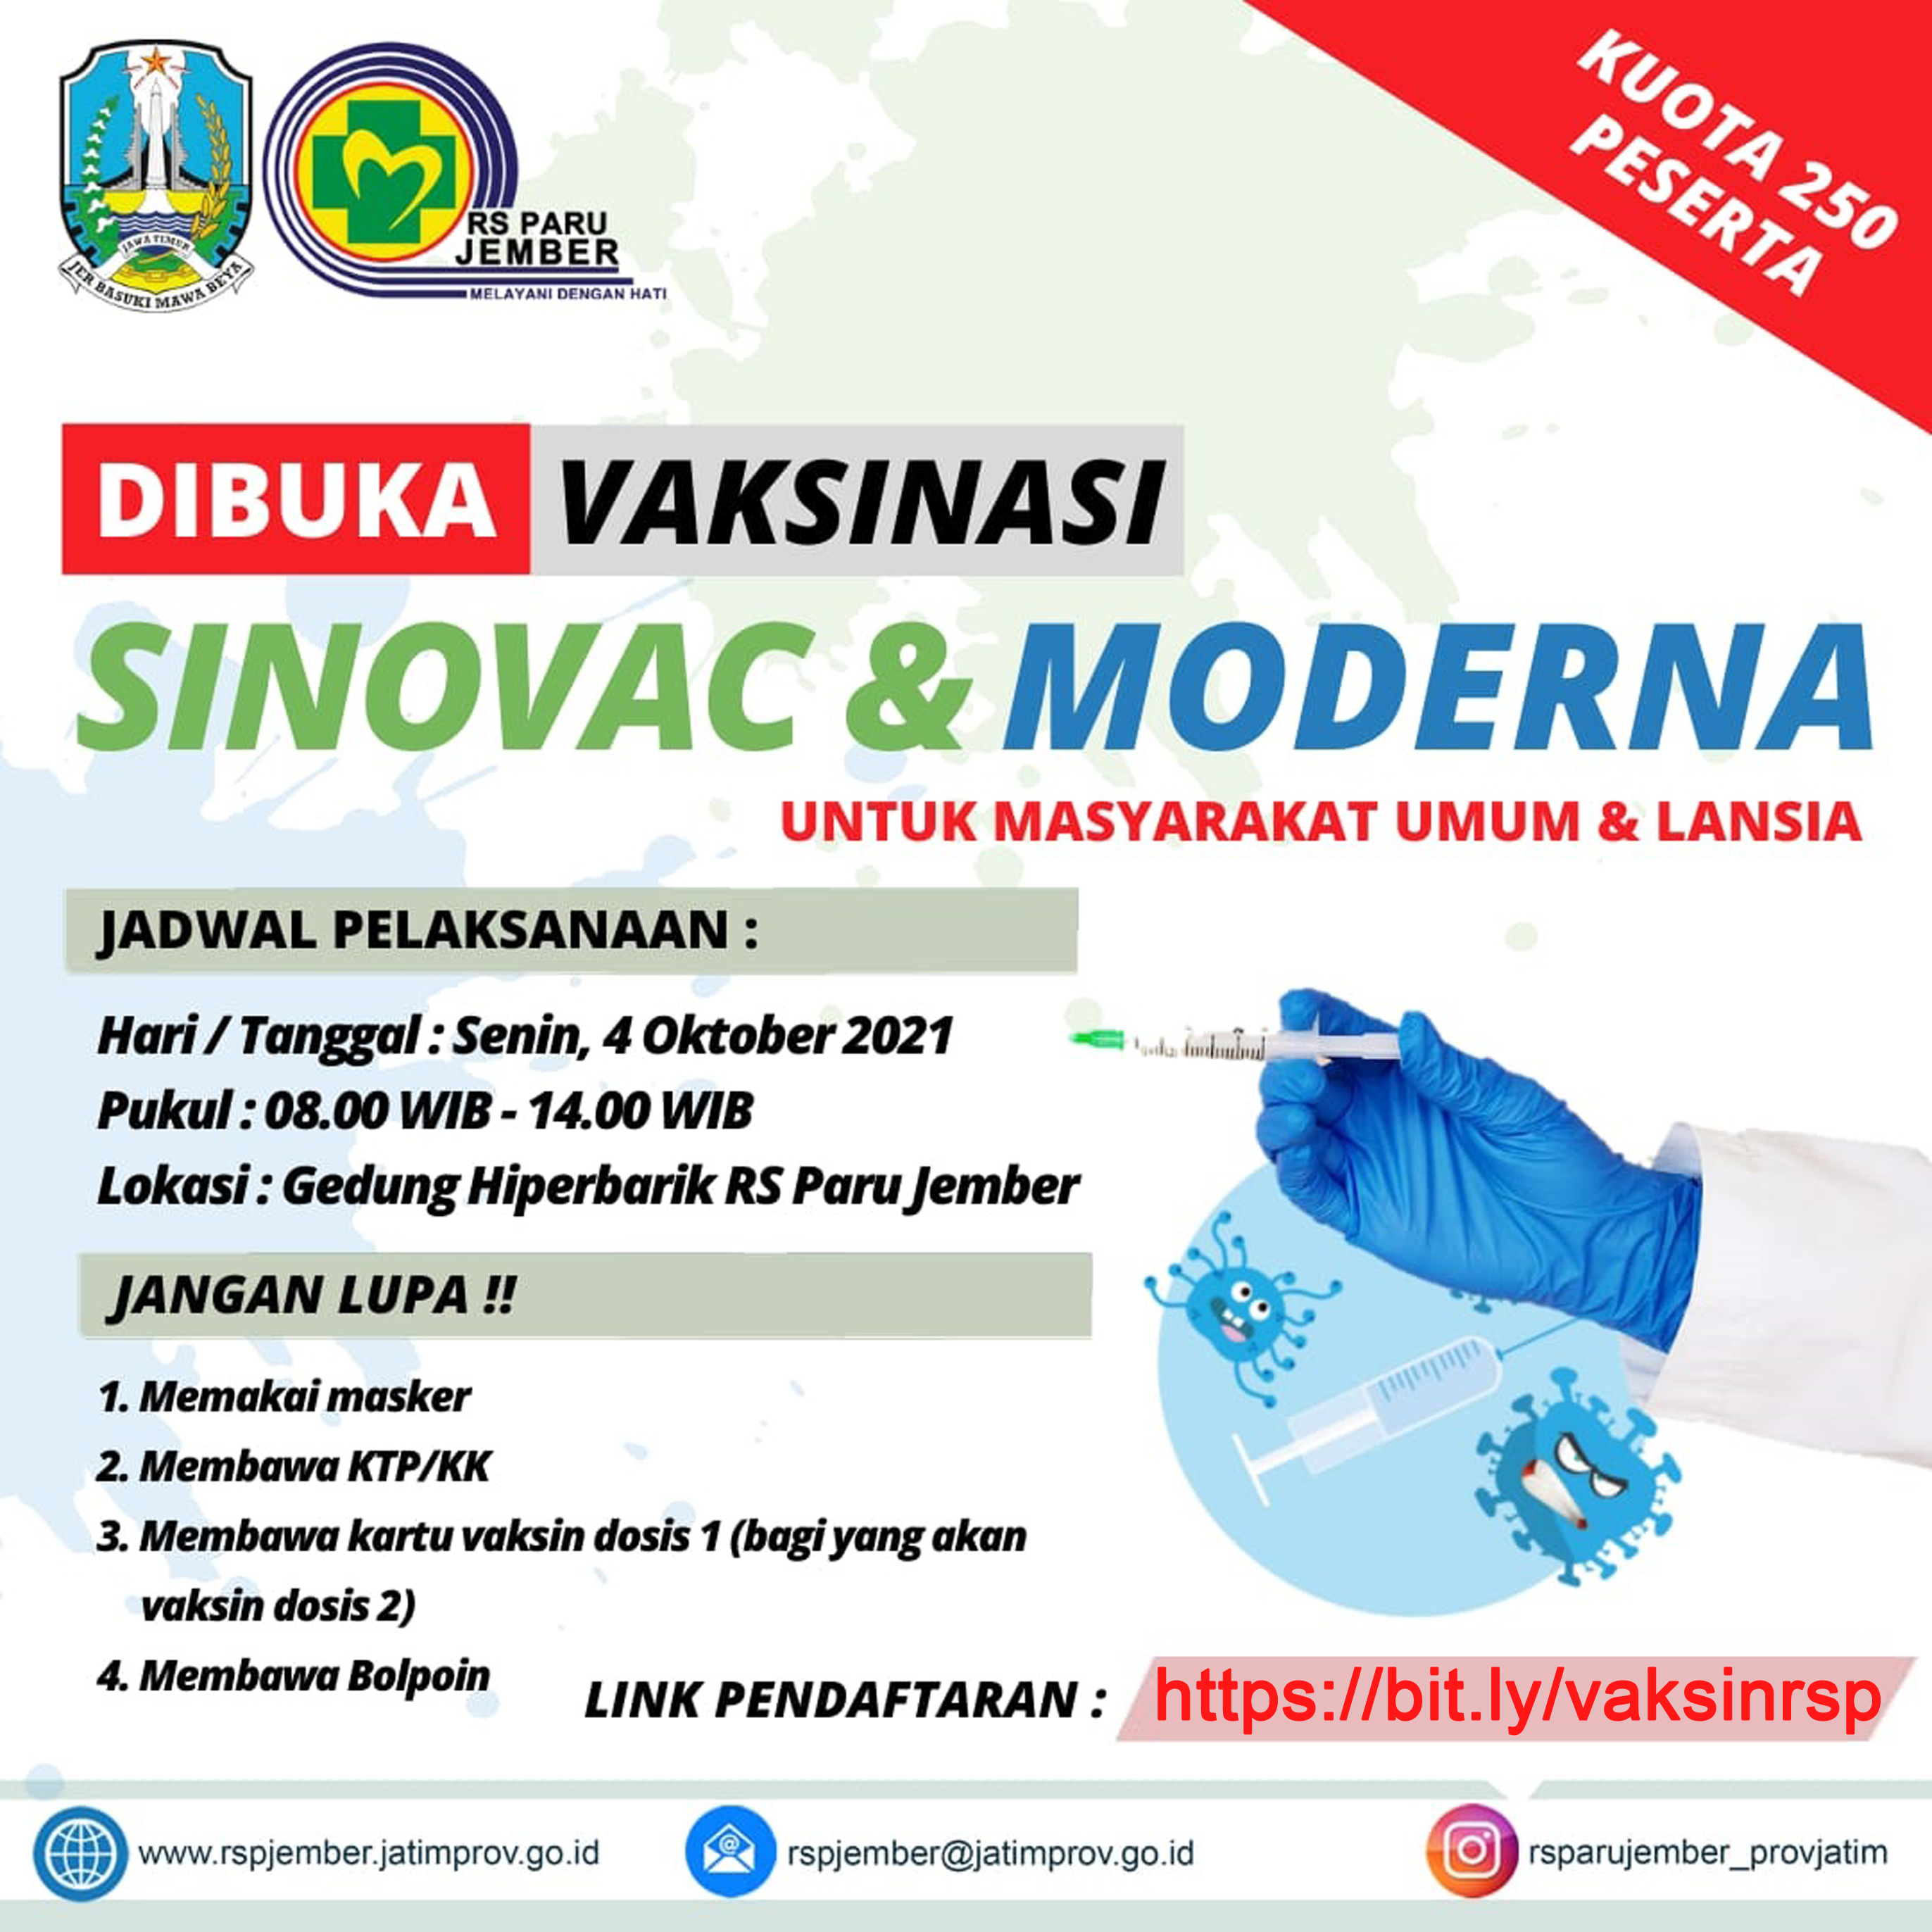 KUOTA 250
PESERTA
JAWA TIMUR
JER BASUKI MAWA BEYA
RS PARU
JEMBER
MELAYANI DENGAN HATI
DIBUKA VAKSINASI
SINOVAC & MODERNA
UNTUK MASYARAKAT UMUM & LANSIA
JADWAL PELAKSANAAN :
Hari / Tanggal : Senin, 4 Oktober 2021
Pukul : 08.00 WIB - 14.00 WIB
Lokasi : Gedung Hiperbarik RS Paru Jember
JANGAN LUPA !!
1. Memakai masker
2. Membawa KTP/KK
3. Membawa kartu vaksin dosis 1 (bagi yang akan
vaksin dosis 2)
4. Membawa Bolpoin
LINK PENDAFTARAN : https://bit.ly/vaksinrsp
www.rspjember.jatimprov.go.id
rspjember@jatimprov.go.id
rsparujember_provjatim